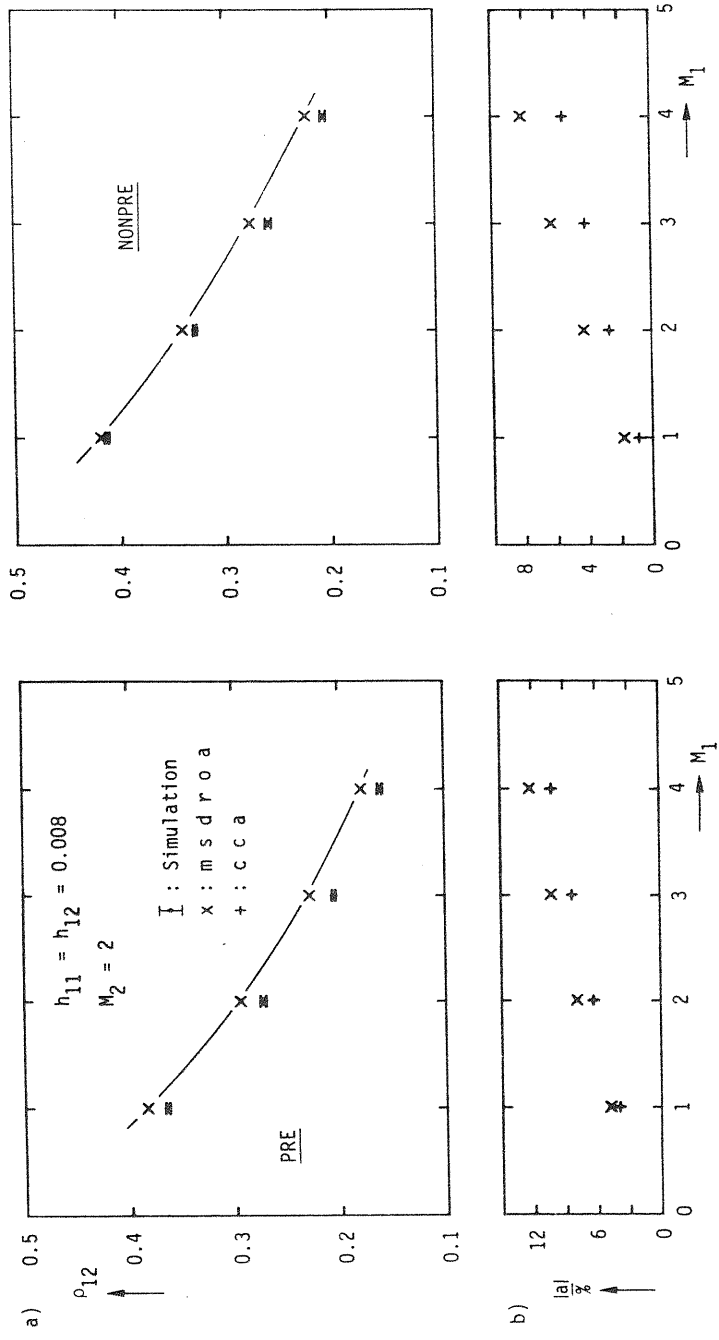 a)
ρ12
0.5
0.4
0.3
0.2
0.1
h11 = h12 = 0.008
M2 = 2
I : Simulation
x : m s d r o a
+ : c c a
PRE
0.5
0.4
0.3
0.2
0.1
NONPRE
b)
|a|
%
12
6
0
0 1 2 3 4 5
M1
8
4
0
0 1 2 3 4 5
M1